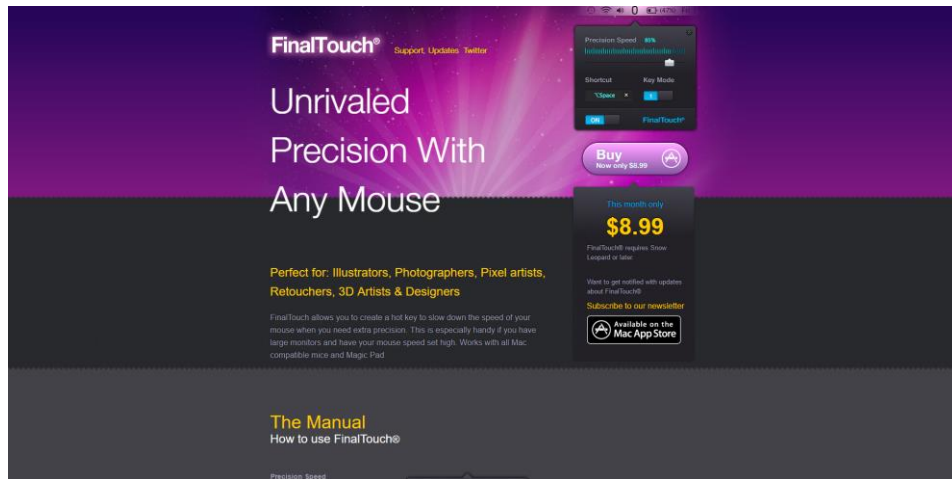 (47%)
FinalTouch®
Support, Updates, Twitter
Precision Speed 85%
Shortcut Key Mode
Space
ON FinalTouch®
Unrivaled
Precision With
Any Mouse
Buy
Now only $8.99
This month only
$8.99
FinalTouch® requires Snow
Leopard or later
Want to get notified with updates
about FinalTouch®
Subscribe to our newsletter
Available on the
Mac App Store
Perfect for: Illustrators, Photographers, Pixel artists,
Retouchers, 3D Artists & Designers
FinalTouch allows you to create a hot key to slow down the speed of your
mouse when you need extra precision. This is especially handy if you have
large monitors and have your mouse speed set high. Works with all Mac
compatible mice and Magic Pad
The Manual
How to use FinalTouch®
Precision Speed